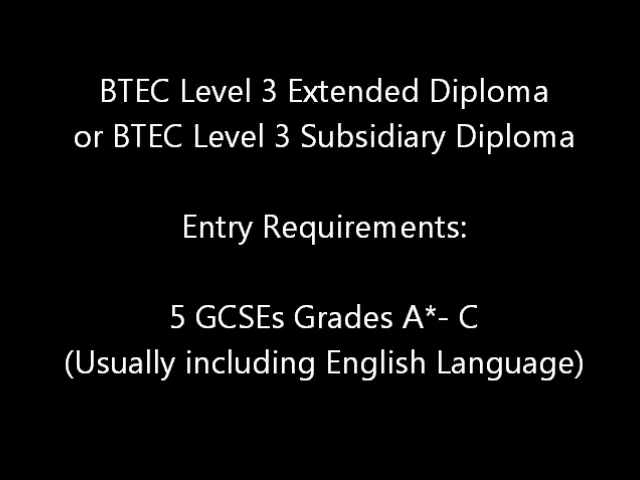 BTEC Level 3 Extended Diploma
or BTEC Level 3 Subsidiary Diploma
Entry Requirements:
5 GCSEs Grades A*- C
(Usually including English Language)